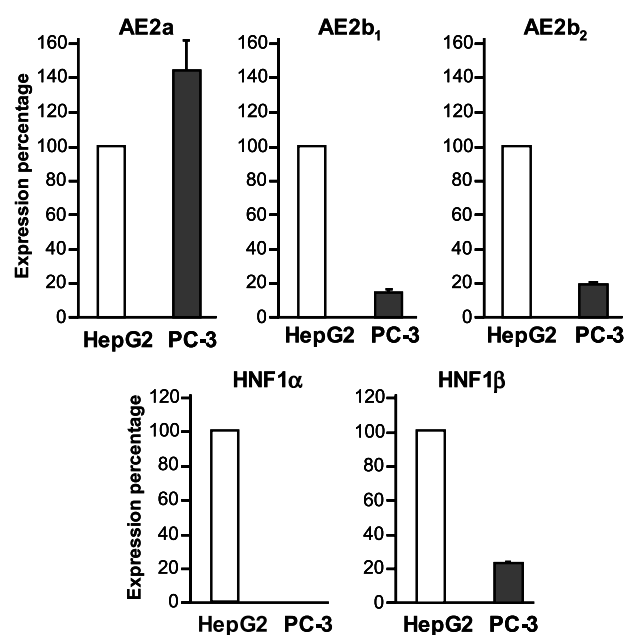 AE2a AE2b₁ AE2b₂
Expression percentage
160 160 160
140 140 140
120 120 120
100 100 100
80 80 80
60 60 60
40 40 40
20 20 20
0 0 0
HepG2 PC-3 HepG2 PC-3 HepG2 PC-3
HNF1α HNF1β
Expression percentage
120 120
100 100
80 80
60 60
40 40
20 20
0 0
HepG2 PC-3 HepG2 PC-3